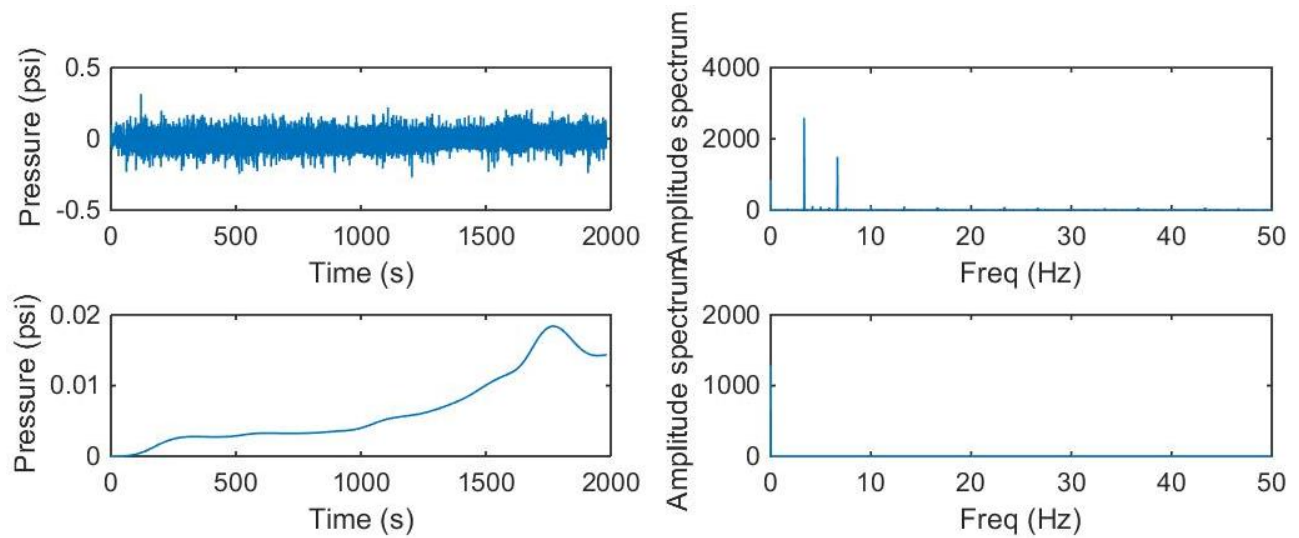 Pressure (psi)
0.5
0
-0.5
0 500 1000 1500 2000
Time (s)
Amplitude spectrum
4000
2000
0
0 10 20 30 40 50
Freq (Hz)
Pressure (psi)
0.02
0.01
0
0 500 1000 1500 2000
Time (s)
Amplitude spectrum
2000
1000
0
0 10 20 30 40 50
Freq (Hz)